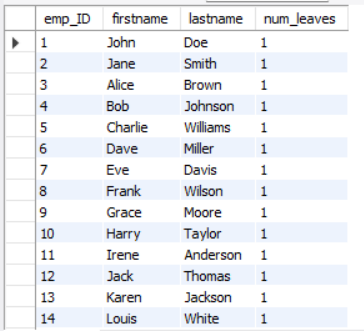 emp_ID firstname lastname num_leaves
1 John Doe 1
2 Jane Smith 1
3 Alice Brown 1
4 Bob Johnson 1
5 Charlie Williams 1
6 Dave Miller 1
7 Eve Davis 1
8 Frank Wilson 1
9 Grace Moore 1
10 Harry Taylor 1
11 Irene Anderson 1
12 Jack Thomas 1
13 Karen Jackson 1
14 Louis White 1